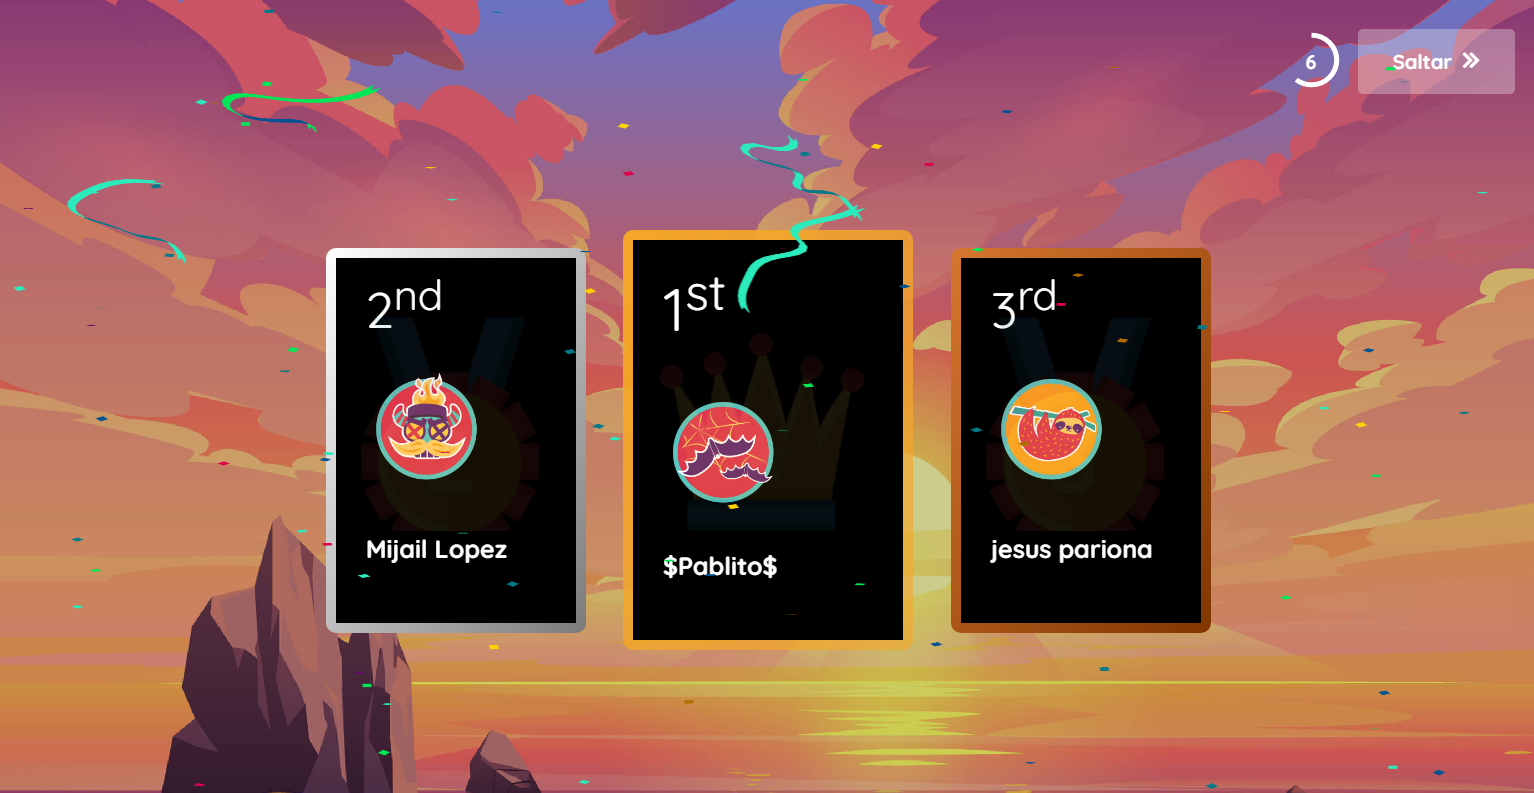 6
Saltar
2nd
Mijail Lopez
1st
$Pablito$
3rd
jesus pariona